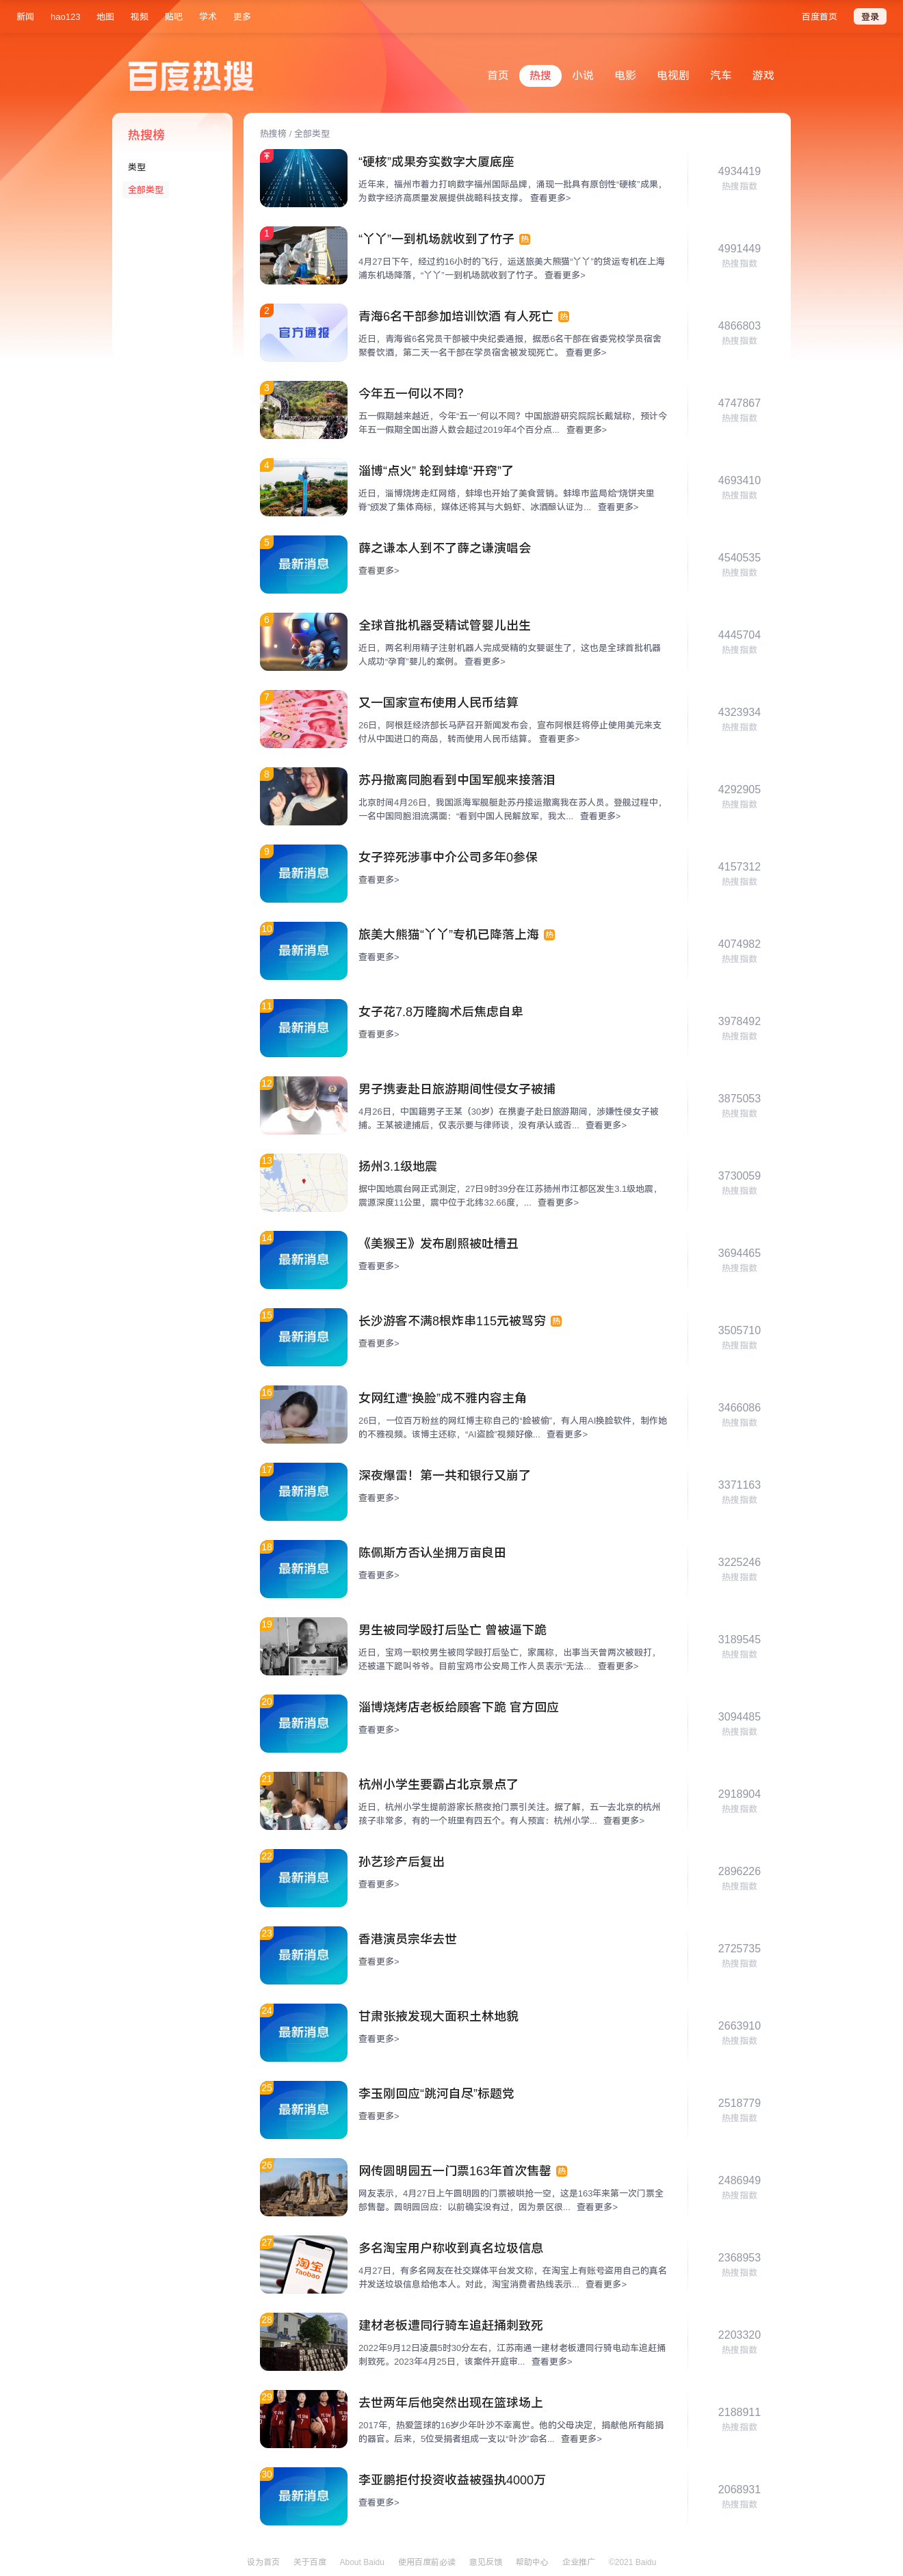 新闻 hao123 地图 视频 贴吧 学术 更多 百度首页 登录
百度热搜
首页 热搜 小说 电影 电视剧 汽车 游戏
热搜榜
类型
全部类型
热搜榜 / 全部类型
“硬核”成果夯实数字大厦底座
近年来，福州市着力打响数字福州国际品牌，涌现一批具有原创性“硬核”成果，
为数字经济高质量发展提供战略科技支撑。 查看更多>
4934419
热搜指数
1
“丫丫”一到机场就收到了竹子 热
4月27日下午，经过约16小时的飞行，运送旅美大熊猫“丫丫”的货运专机在上海
浦东机场降落，“丫丫”一到机场就收到了竹子。 查看更多>
4991449
热搜指数
2
官方通报
青海6名干部参加培训饮酒 有人死亡 热
近日，青海省6名党员干部被中央纪委通报，据悉6名干部在省委党校学员宿舍
聚餐饮酒，第二天一名干部在学员宿舍被发现死亡。 查看更多>
4866803
热搜指数
3
今年五一何以不同？
五一假期越来越近，今年“五一”何以不同？中国旅游研究院院长戴斌称，预计今
年五一假期全国出游人数会超过2019年4个百分点... 查看更多>
4747867
热搜指数
4
淄博“点火” 轮到蚌埠“开窍”了
近日，淄博烧烤走红网络，蚌埠也开始了美食营销。蚌埠市监局给“烧饼夹里
脊”颁发了集体商标，媒体还将其与大蚂虾、冰酒酿认证为... 查看更多>
4693410
热搜指数
5
最新消息
薛之谦本人到不了薛之谦演唱会
查看更多>
4540535
热搜指数
6
全球首批机器受精试管婴儿出生
近日，两名利用精子注射机器人完成受精的女婴诞生了，这也是全球首批机器
人成功“孕育”婴儿的案例。 查看更多>
4445704
热搜指数
7
又一国家宣布使用人民币结算
26日，阿根廷经济部长马萨召开新闻发布会，宣布阿根廷将停止使用美元来支
付从中国进口的商品，转而使用人民币结算。 查看更多>
4323934
热搜指数
8
苏丹撤离同胞看到中国军舰来接落泪
北京时间4月26日，我国派海军舰艇赴苏丹接运撤离我在苏人员。登舰过程中，
一名中国同胞泪流满面：“看到中国人民解放军，我太... 查看更多>
4292905
热搜指数
9
最新消息
女子猝死涉事中介公司多年0参保
查看更多>
4157312
热搜指数
10
最新消息
旅美大熊猫“丫丫”专机已降落上海 热
查看更多>
4074982
热搜指数
11
最新消息
女子花7.8万隆胸术后焦虑自卑
查看更多>
3978492
热搜指数
12
男子携妻赴日旅游期间性侵女子被捕
4月26日，中国籍男子王某（30岁）在携妻子赴日旅游期间，涉嫌性侵女子被
捕。王某被逮捕后，仅表示要与律师谈，没有承认或否... 查看更多>
3875053
热搜指数
13
扬州3.1级地震
据中国地震台网正式测定，27日9时39分在江苏扬州市江都区发生3.1级地震，
震源深度11公里，震中位于北纬32.66度，... 查看更多>
3730059
热搜指数
14
最新消息
《美猴王》发布剧照被吐槽丑
查看更多>
3694465
热搜指数
15
最新消息
长沙游客不满8根炸串115元被骂穷 热
查看更多>
3505710
热搜指数
16
女网红遭“换脸”成不雅内容主角
26日，一位百万粉丝的网红博主称自己的“脸被偷”，有人用AI换脸软件，制作她
的不雅视频。该博主还称，“AI盗脸”视频好像... 查看更多>
3466086
热搜指数
17
最新消息
深夜爆雷！第一共和银行又崩了
查看更多>
3371163
热搜指数
18
最新消息
陈佩斯方否认坐拥万亩良田
查看更多>
3225246
热搜指数
19
男生被同学殴打后坠亡 曾被逼下跪
近日，宝鸡一职校男生被同学殴打后坠亡，家属称，出事当天曾两次被殴打，
还被逼下跪叫爷爷。目前宝鸡市公安局工作人员表示“无法... 查看更多>
3189545
热搜指数
20
最新消息
淄博烧烤店老板给顾客下跪 官方回应
查看更多>
3094485
热搜指数
21
杭州小学生要霸占北京景点了
近日，杭州小学生提前游家长熬夜抢门票引关注。据了解，五一去北京的杭州
孩子非常多，有的一个班里有四五个。有人预言：杭州小学... 查看更多>
2918904
热搜指数
22
最新消息
孙艺珍产后复出
查看更多>
2896226
热搜指数
23
最新消息
香港演员宗华去世
查看更多>
2725735
热搜指数
24
最新消息
甘肃张掖发现大面积土林地貌
查看更多>
2663910
热搜指数
25
最新消息
李玉刚回应“跳河自尽”标题党
查看更多>
2518779
热搜指数
26
网传圆明园五一门票163年首次售罄 热
网友表示，4月27日上午圆明园的门票被哄抢一空，这是163年来第一次门票全
部售罄。圆明园回应：以前确实没有过，因为景区很... 查看更多>
2486949
热搜指数
27
淘宝
Taobao
多名淘宝用户称收到真名垃圾信息
4月27日，有多名网友在社交媒体平台发文称，在淘宝上有账号盗用自己的真名
并发送垃圾信息给他本人。对此，淘宝消费者热线表示... 查看更多>
2368953
热搜指数
28
建材老板遭同行骑车追赶捅刺致死
2022年9月12日凌晨5时30分左右，江苏南通一建材老板遭同行骑电动车追赶捅
刺致死。2023年4月25日，该案件开庭审... 查看更多>
2203320
热搜指数
29
去世两年后他突然出现在篮球场上
2017年，热爱篮球的16岁少年叶沙不幸离世。他的父母决定，捐献他所有能捐
的器官。后来，5位受捐者组成一支以“叶沙”命名... 查看更多>
2188911
热搜指数
30
最新消息
李亚鹏拒付投资收益被强执4000万
查看更多>
2068931
热搜指数
设为首页 关于百度 About Baidu 使用百度前必读 意见反馈 帮助中心 企业推广 ©2021 Baidu